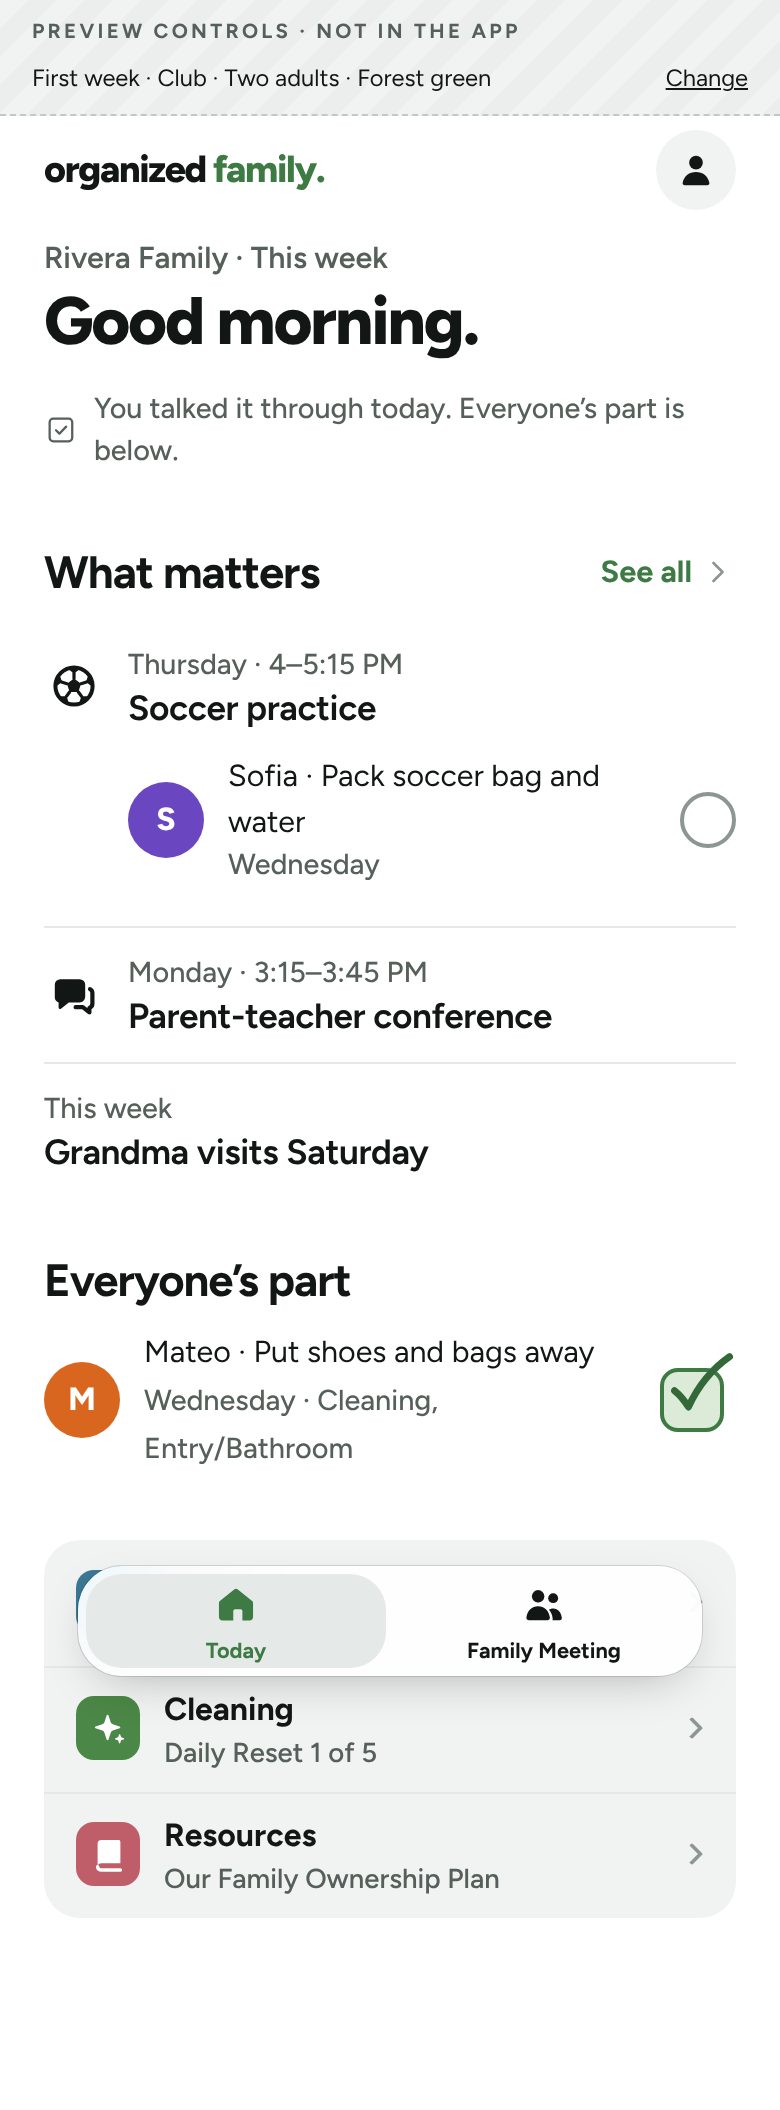 PREVIEW CONTROLS · NOT IN THE APP
First week · Club · Two adults · Forest green
Change
organized family.
Rivera Family · This week
Good morning.
You talked it through today. Everyone’s part is
below.
What matters
See all
Thursday · 4–5:15 PM
Soccer practice
S
Sofia · Pack soccer bag and
water
Wednesday
Monday · 3:15–3:45 PM
Parent-teacher conference
This week
Grandma visits Saturday
Everyone’s part
M
Mateo · Put shoes and bags away
Wednesday · Cleaning,
Entry/Bathroom
Today
Family Meeting
Cleaning
Daily Reset 1 of 5
Resources
Our Family Ownership Plan